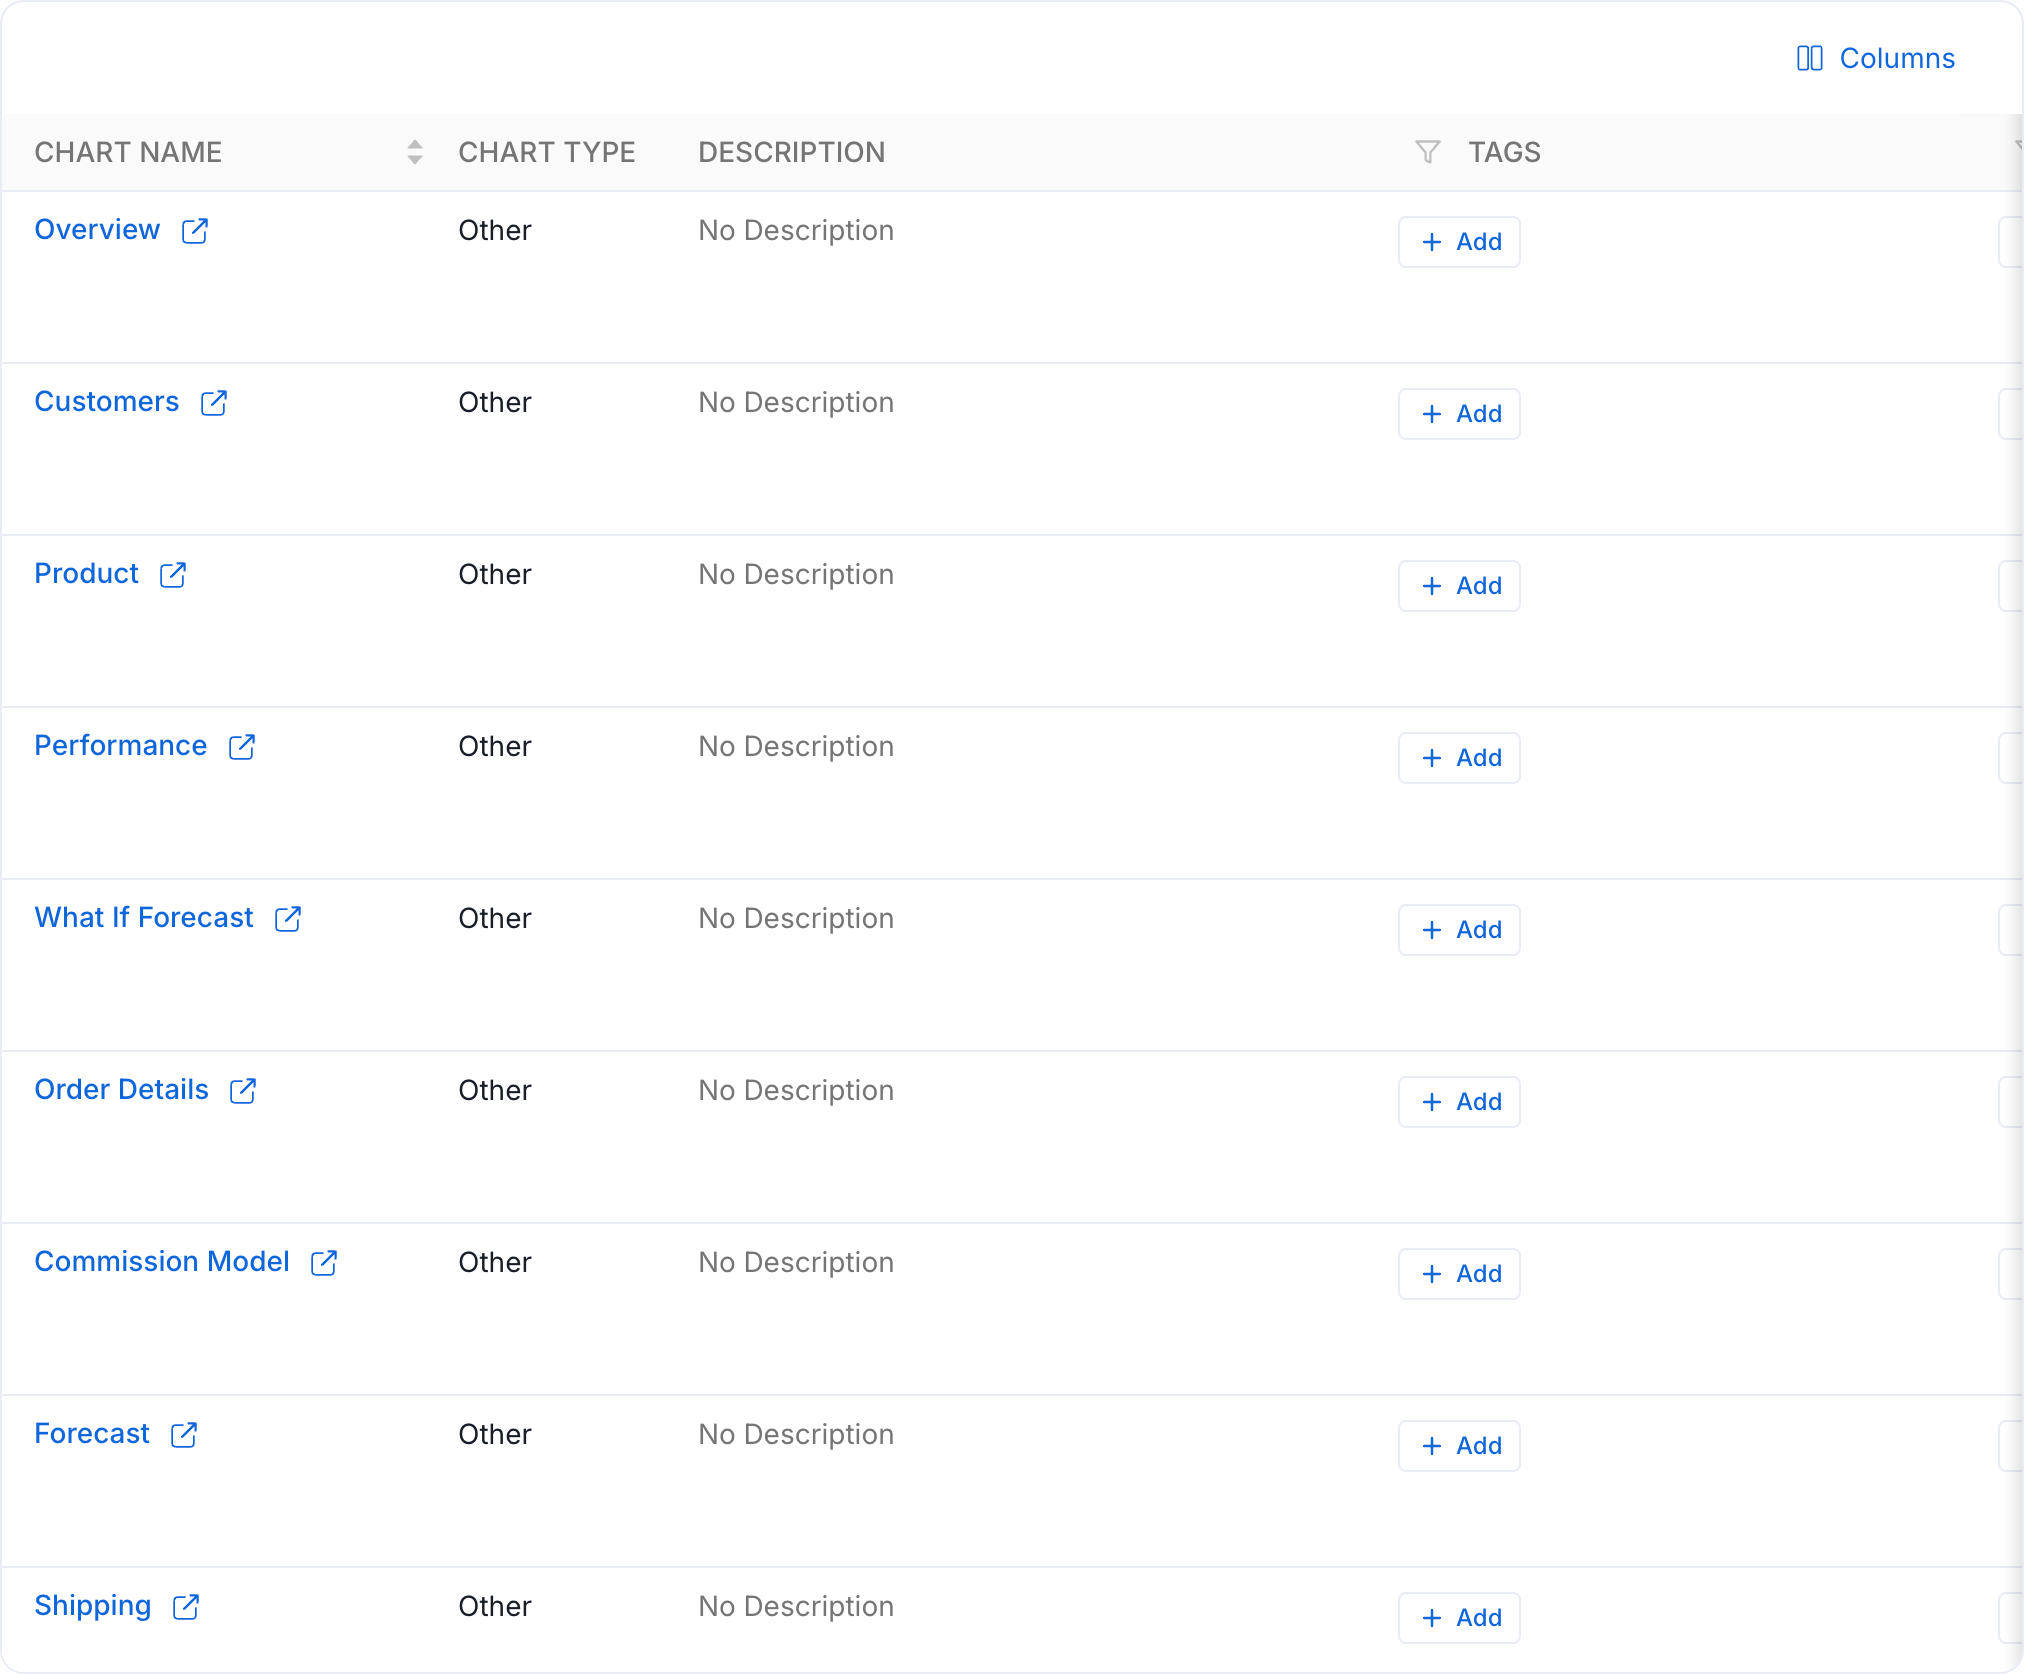 Columns
CHART NAME CHART TYPE DESCRIPTION TAGS
Overview Other No Description + Add
Customers Other No Description + Add
Product Other No Description + Add
Performance Other No Description + Add
What If Forecast Other No Description + Add
Order Details Other No Description + Add
Commission Model Other No Description + Add
Forecast Other No Description + Add
Shipping Other No Description + Add